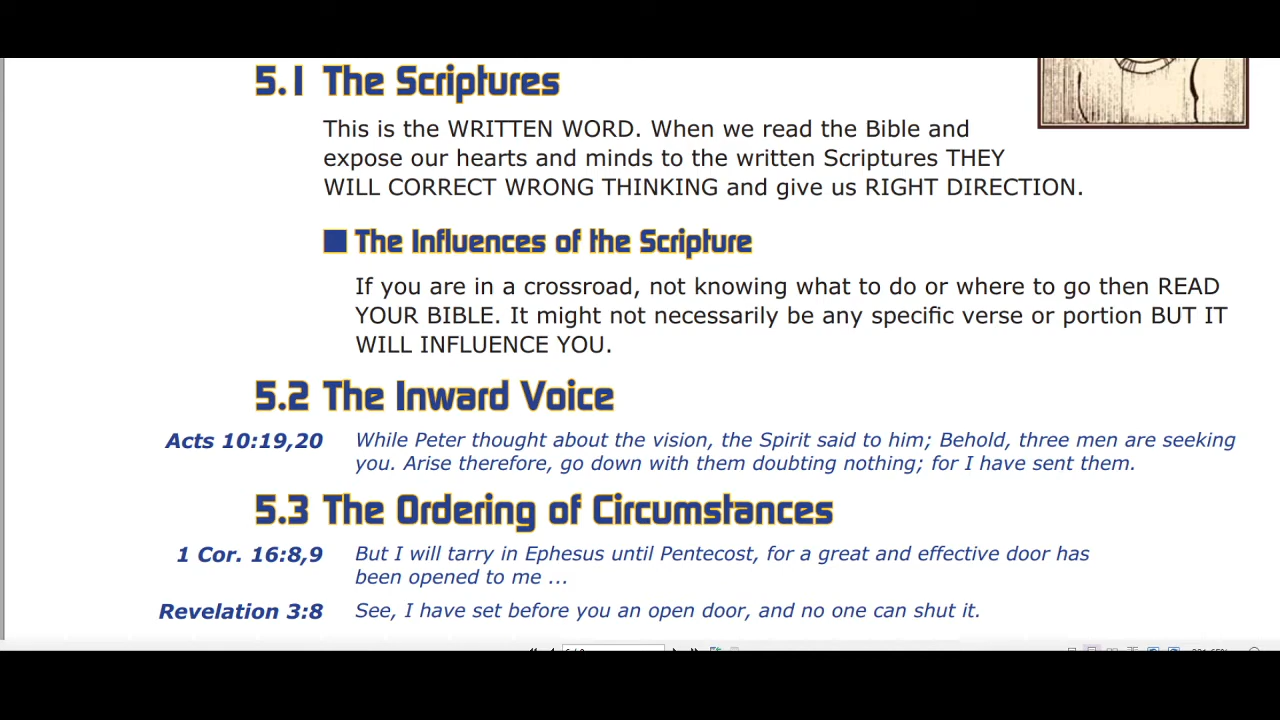 5.1 The Scriptures
This is the WRITTEN WORD. When we read the Bible and
expose our hearts and minds to the written Scriptures THEY
WILL CORRECT WRONG THINKING and give us RIGHT DIRECTION.
The Influences of the Scripture
If you are in a crossroad, not knowing what to do or where to go then READ
YOUR BIBLE. It might not necessarily be any specific verse or portion BUT IT
WILL INFLUENCE YOU.
5.2 The Inward Voice
Acts 10:19,20 While Peter thought about the vision, the Spirit said to him; Behold, three men are seeking
you. Arise therefore, go down with them doubting nothing; for I have sent them.
5.3 The Ordering of Circumstances
1 Cor. 16:8,9 But I will tarry in Ephesus until Pentecost, for a great and effective door has
been opened to me ...
Revelation 3:8 See, I have set before you an open door, and no one can shut it.